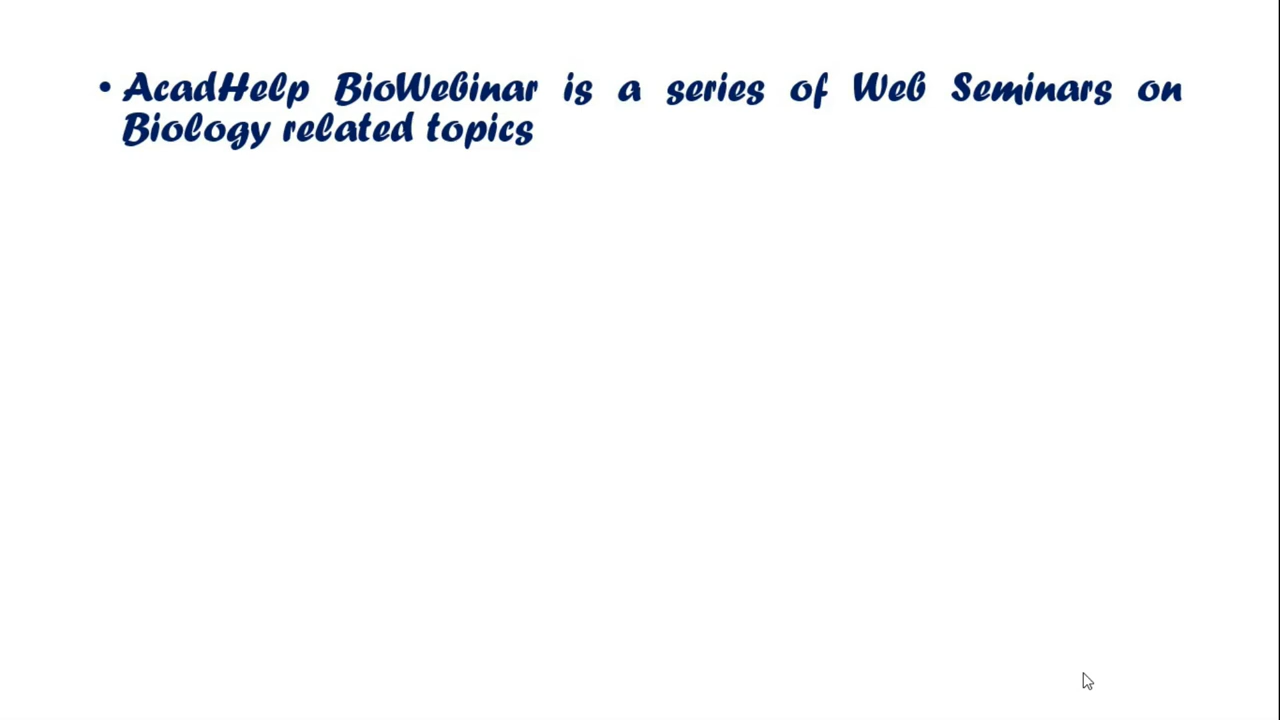 • AcadHelp BioWebinar is a series of Web Seminars on
Biology related topics